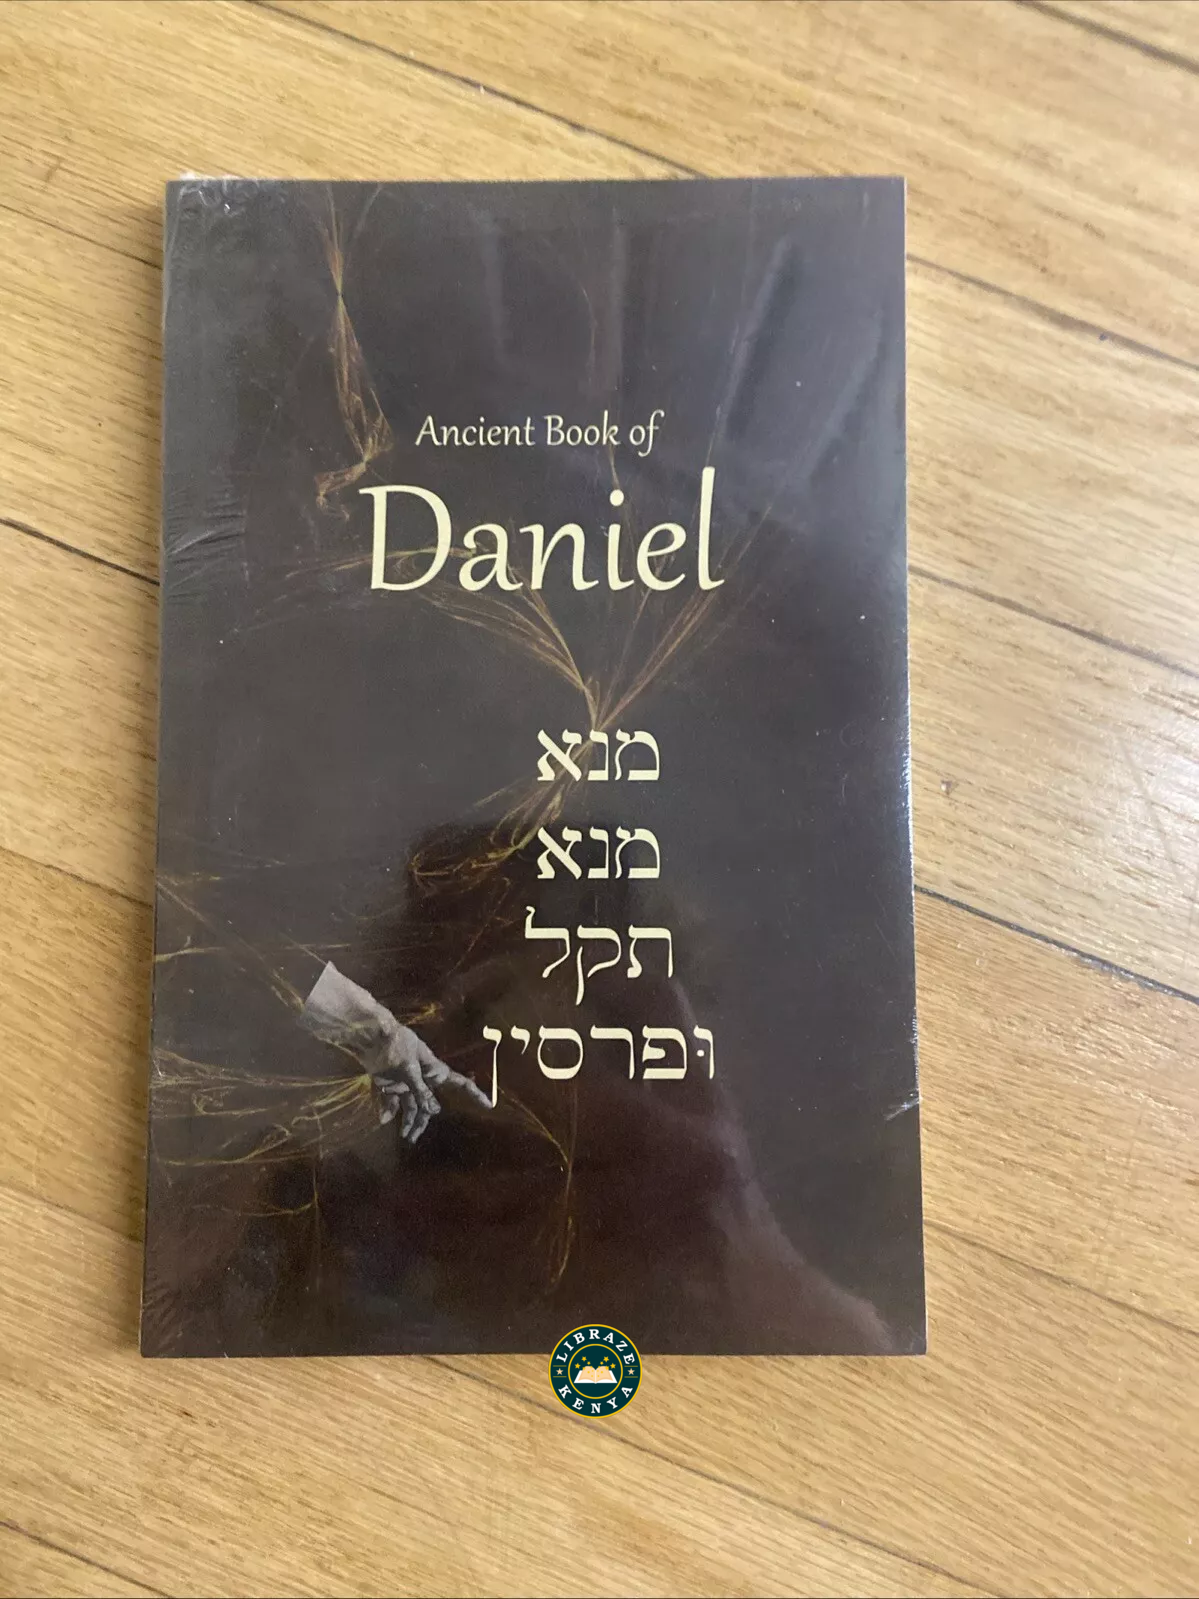 Ancient Book of
Daniel
מנא
מנא
תקל
ופרסין
LIBRAZE
KENYA